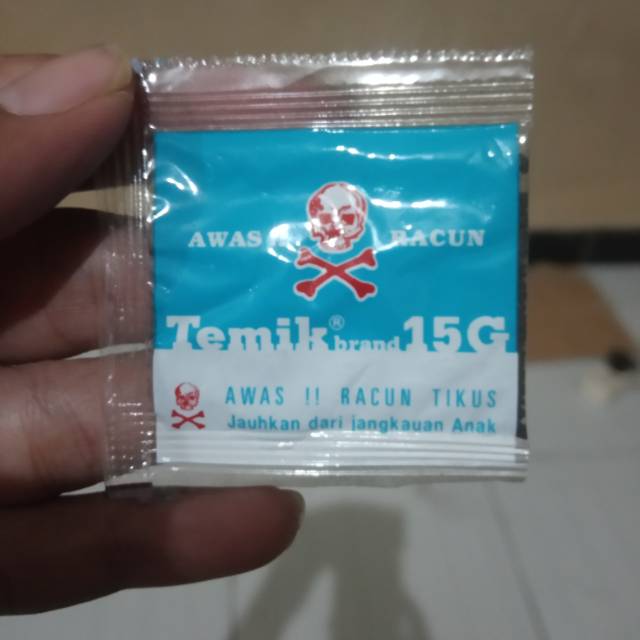 AWAS !! RACUN
Temik® brand 15G
AWAS !! RACUN TIKUS
Jauhkan dari jangkauan Anak